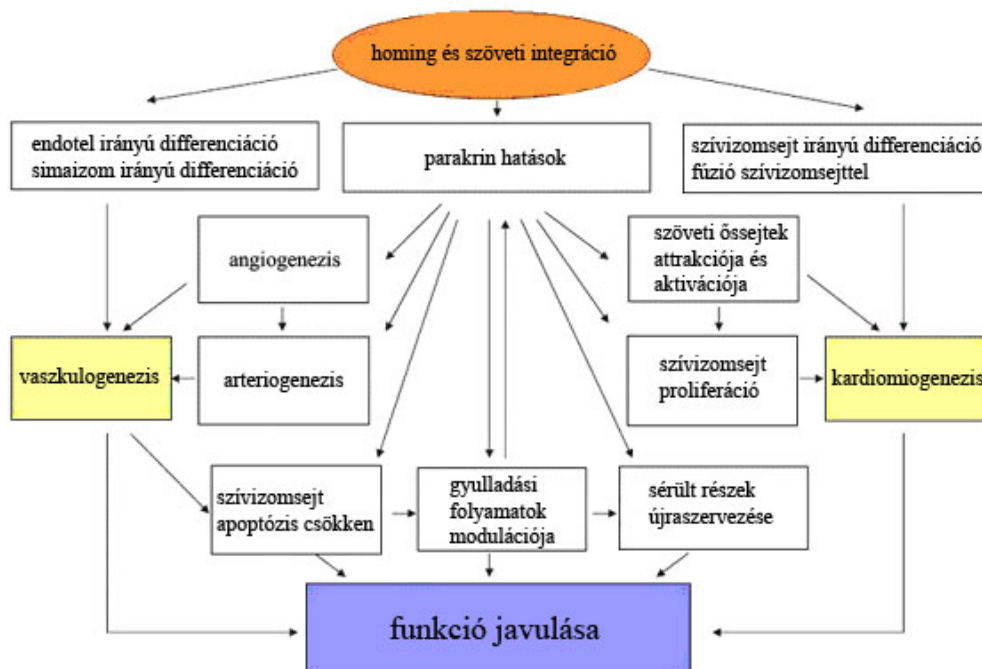 homing és szöveti integráció
endotel irányú differenciáció
simaizom irányú differenciáció
parakrin hatások
szívizomsejt irányú differenciáció
fúzió szívizomsejttel
angiogenezis
szöveti őssejtek
attrakciója és
aktivációja
vaszkulogenezis
arteriogenezis
szívizomsejt
proliferáció
kardiomiogenezis
szívizomsejt
apoptózis csökken
gyulladási
folyamatok
modulációja
sérült részek
újraszervezése
funkció javulása